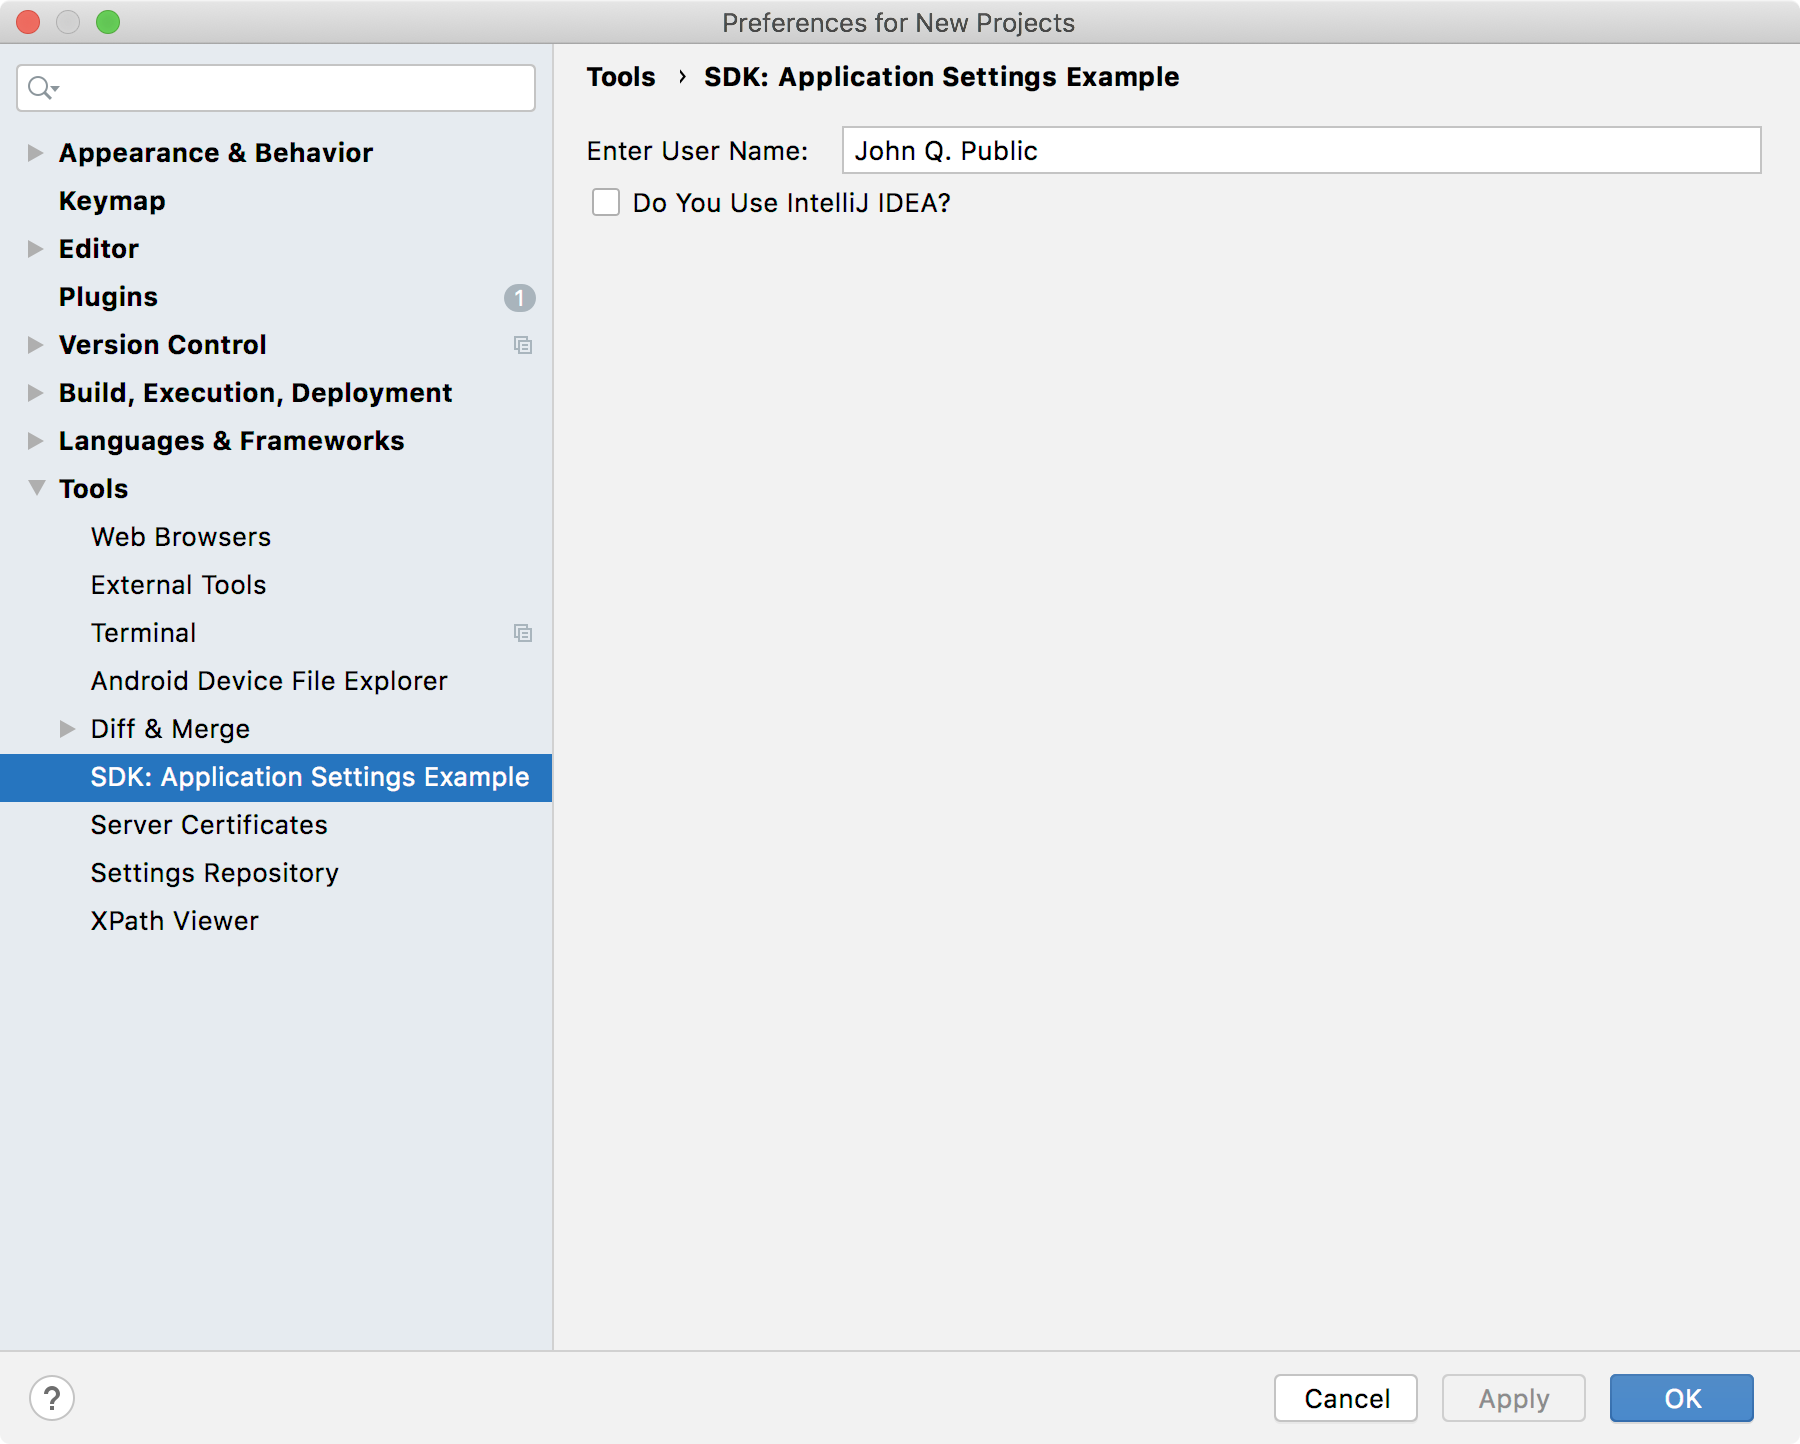 Preferences for New Projects
Appearance & Behavior
Keymap
Editor
Plugins 1
Version Control
Build, Execution, Deployment
Languages & Frameworks
Tools
Web Browsers
External Tools
Terminal
Android Device File Explorer
Diff & Merge
SDK: Application Settings Example
Server Certificates
Settings Repository
XPath Viewer
Tools › SDK: Application Settings Example
Enter User Name: John Q. Public
Do You Use IntelliJ IDEA?
? Cancel Apply OK